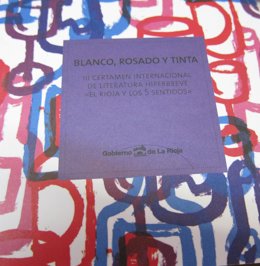 BLANCO, ROSADO Y TINTA
III CERTAMEN INTERNACIONAL
DE LITERATURA HIPERBREVE
«EL RIOJA Y LOS 5 SENTIDOS»
Gobierno de La Rioja